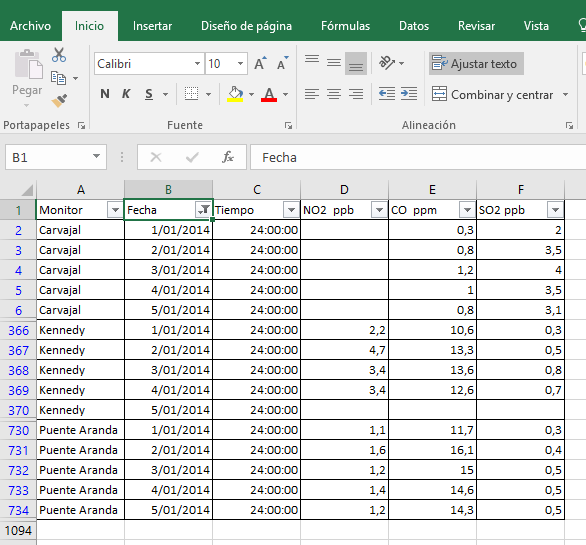 Archivo Inicio Insertar Diseño de página Fórmulas Datos Revisar Vista
Pegar
Calibri 10 A A
N K S A
Ajustar texto
Combinar y centrar
Portapapeles Fuente Alineación
B1 fx Fecha
A B C D E F
1 Monitor Fecha Tiempo NO2 ppb CO ppm SO2 ppb
2 Carvajal 1/01/2014 24:00:00 0,3 2
3 Carvajal 2/01/2014 24:00:00 0,8 3,5
4 Carvajal 3/01/2014 24:00:00 1,2 4
5 Carvajal 4/01/2014 24:00:00 1 3,5
6 Carvajal 5/01/2014 24:00:00 0,8 3,1
366 Kennedy 1/01/2014 24:00:00 2,2 10,6 0,3
367 Kennedy 2/01/2014 24:00:00 4,7 13,3 0,5
368 Kennedy 3/01/2014 24:00:00 3,4 13,6 0,8
369 Kennedy 4/01/2014 24:00:00 3,4 12,6 0,7
370 Kennedy 5/01/2014 24:00:00
730 Puente Aranda 1/01/2014 24:00:00 1,1 11,7 0,3
731 Puente Aranda 2/01/2014 24:00:00 1,6 16,1 0,4
732 Puente Aranda 3/01/2014 24:00:00 1,2 15 0,5
733 Puente Aranda 4/01/2014 24:00:00 1,4 14,6 0,5
734 Puente Aranda 5/01/2014 24:00:00 1,2 14,3 0,5
1094